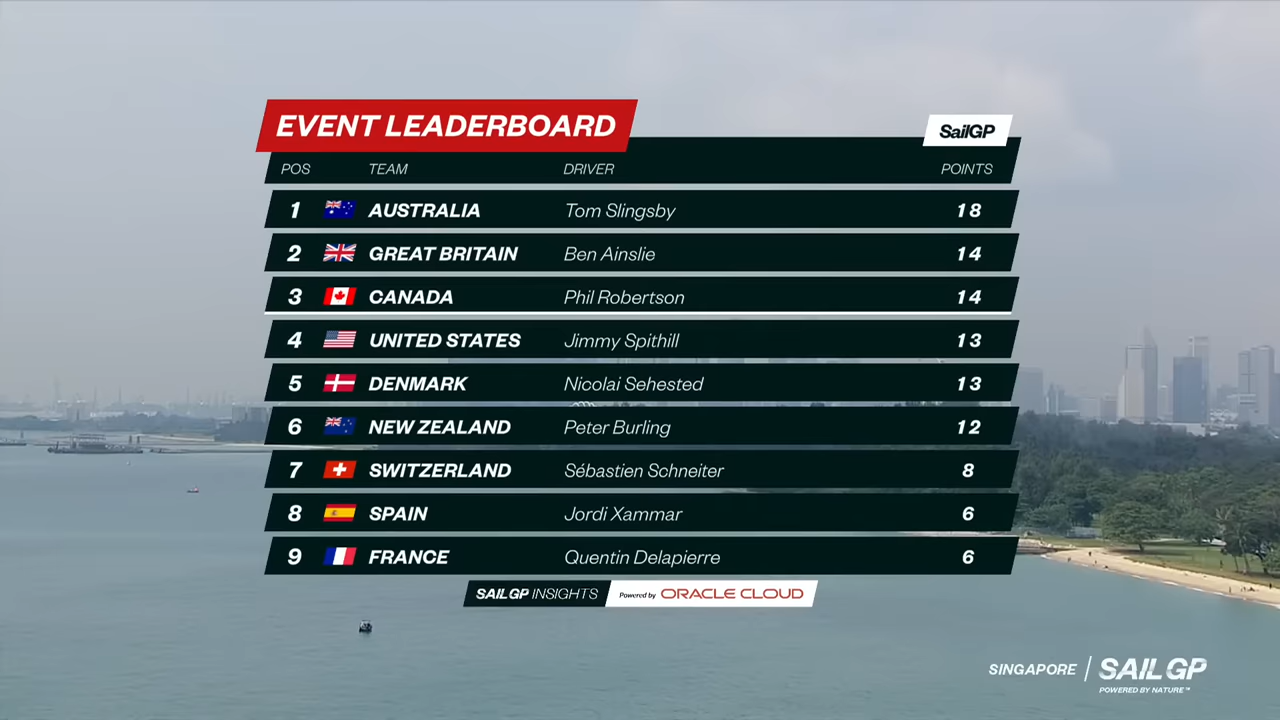 EVENT LEADERBOARD
SailGP
POS TEAM DRIVER POINTS
1 AUSTRALIA Tom Slingsby 18
2 GREAT BRITAIN Ben Ainslie 14
3 CANADA Phil Robertson 14
4 UNITED STATES Jimmy Spithill 13
5 DENMARK Nicolai Sehested 13
6 NEW ZEALAND Peter Burling 12
7 SWITZERLAND Sébastien Schneiter 8
8 SPAIN Jordi Xammar 6
9 FRANCE Quentin Delapierre 6
SAILGP INSIGHTS Powered by ORACLE CLOUD
SINGAPORE / SAILGP
POWERED BY NATURE™